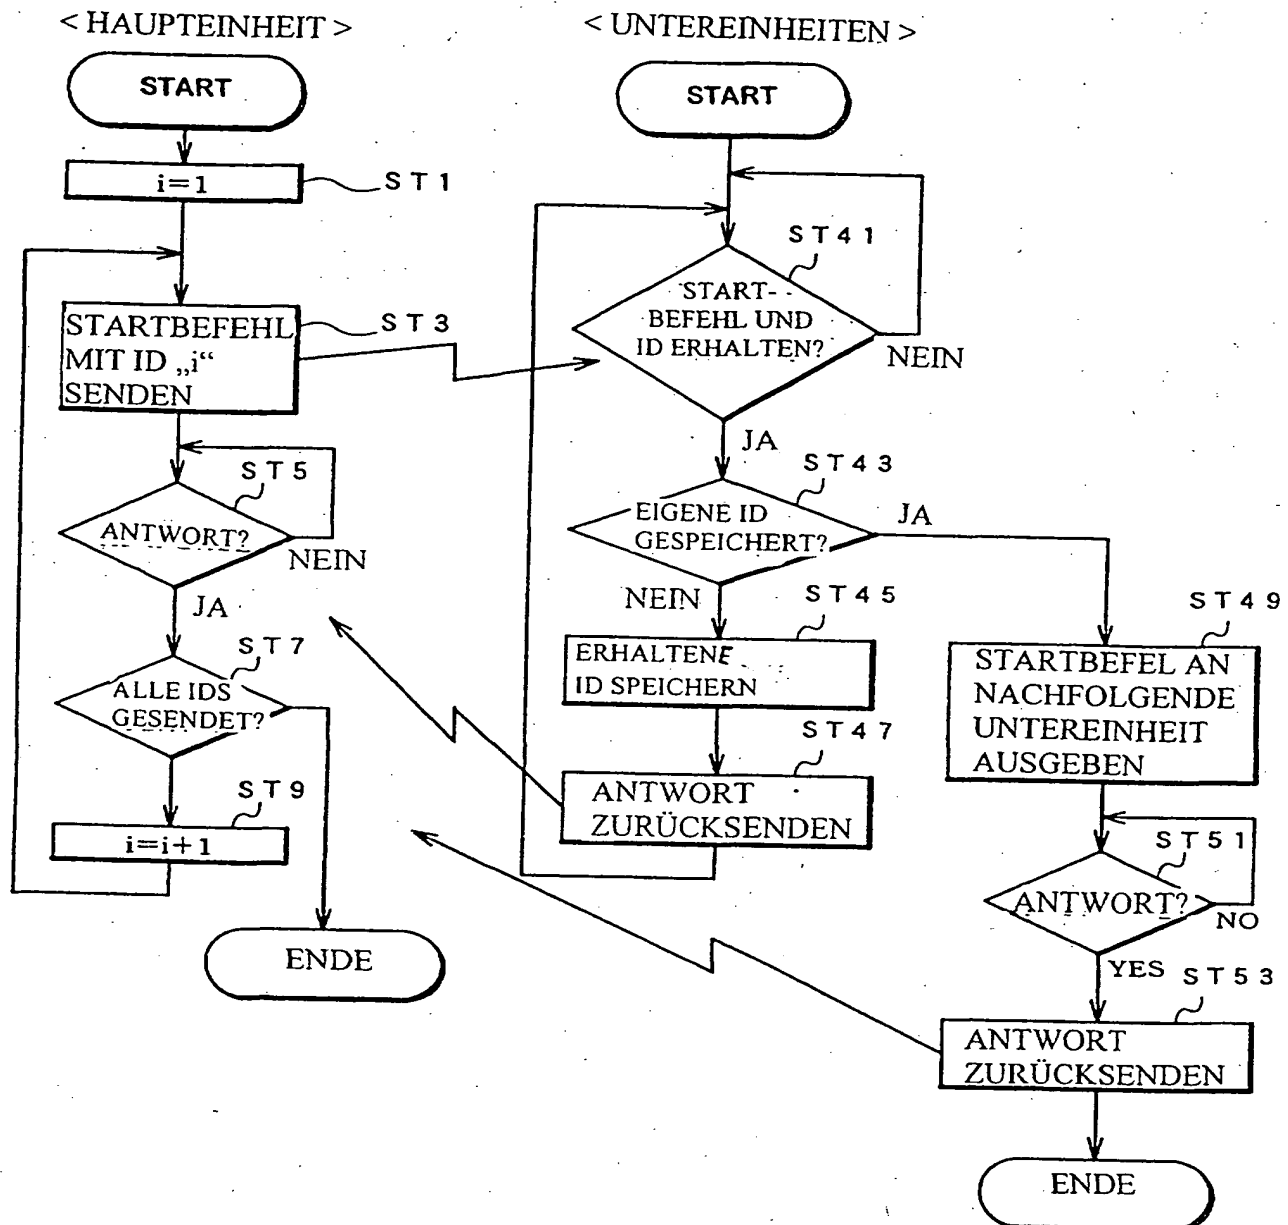 < HAUPTEINHEIT >
START
i=1
ST1
STARTBEFEHL
MIT ID „i“
SENDEN
ST3
ST5
ANTWORT?
NEIN
JA
ST7
ALLE IDS
GESENDET?
ST9
i=i+1
ENDE
< UNTEREINHEITEN >
START
ST41
START-
BEFEHL UND
ID ERHALTEN?
NEIN
JA
ST43
EIGENE ID
GESPEICHERT?
JA
NEIN
ST45
ERHALTENE
ID SPEICHERN
ST47
ANTWORT
ZURÜCKSENDEN
ST49
STARTBEFEL AN
NACHFOLGENDE
UNTEREINHEIT
AUSGEBEN
ST51
ANTWORT?
NO
YES
ST53
ANTWORT
ZURÜCKSENDEN
ENDE